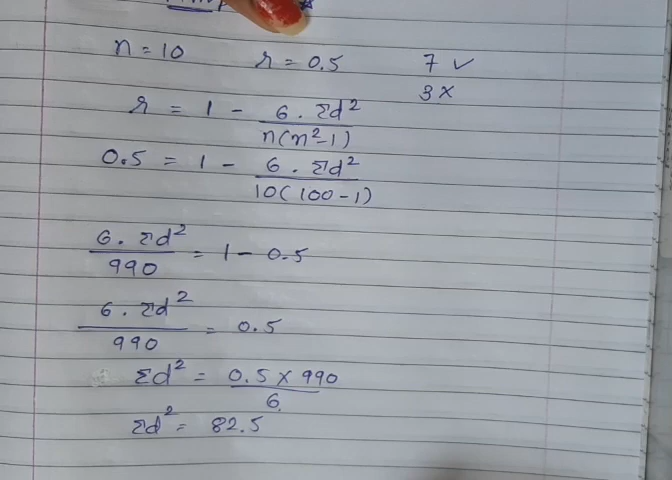 n = 10 r = 0.5 7 ✓
3 ×
r = 1 - 6. Σd² / n(n²-1)
0.5 = 1 - 6. Σd² / 10(100-1)
6. Σd² / 990 = 1 - 0.5
6. Σd² / 990 = 0.5
Σd² = 0.5 × 990 / 6
Σd² = 82.5